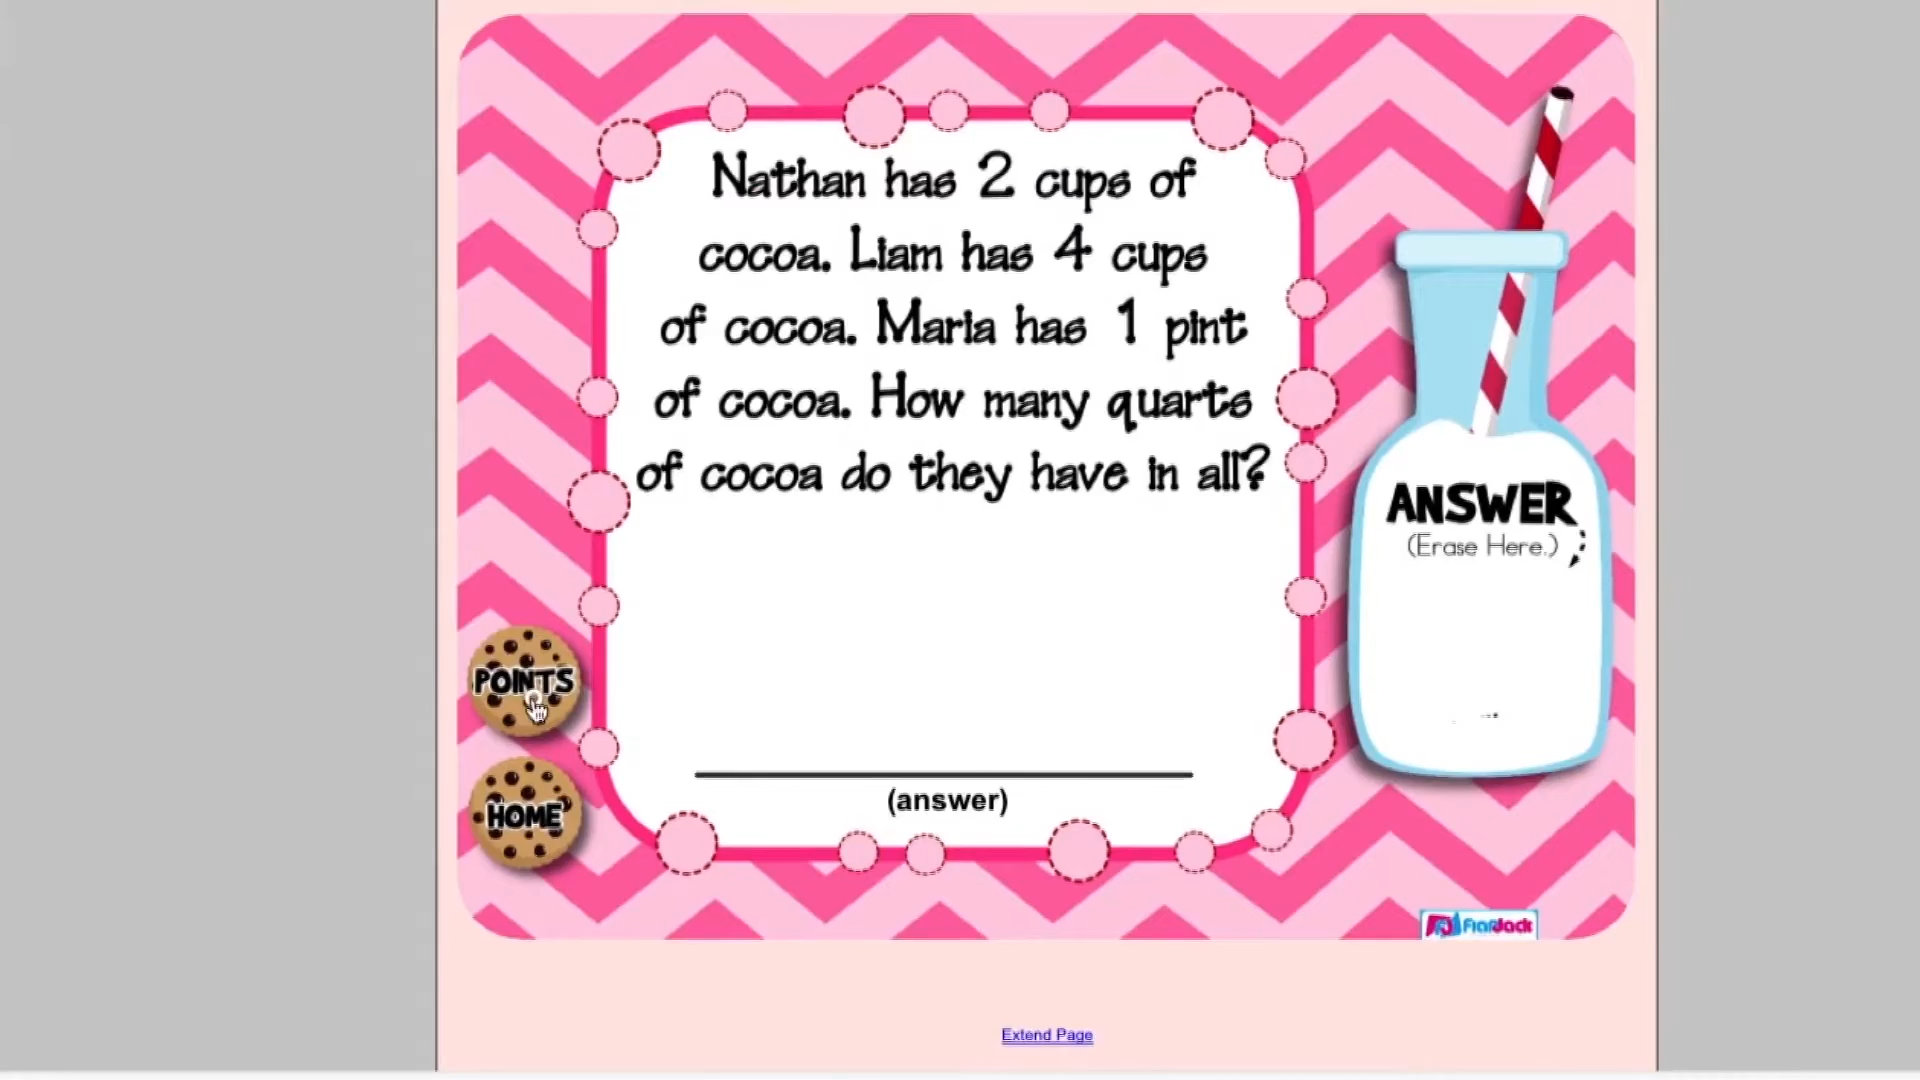 Nathan has 2 cups of
cocoa. Liam has 4 cups
of cocoa. Maria has 1 pint
of cocoa. How many quarts
of cocoa do they have in all?
ANSWER
(Erase Here.)
POINTS
HOME
(answer)
FlapJack
Extend Page